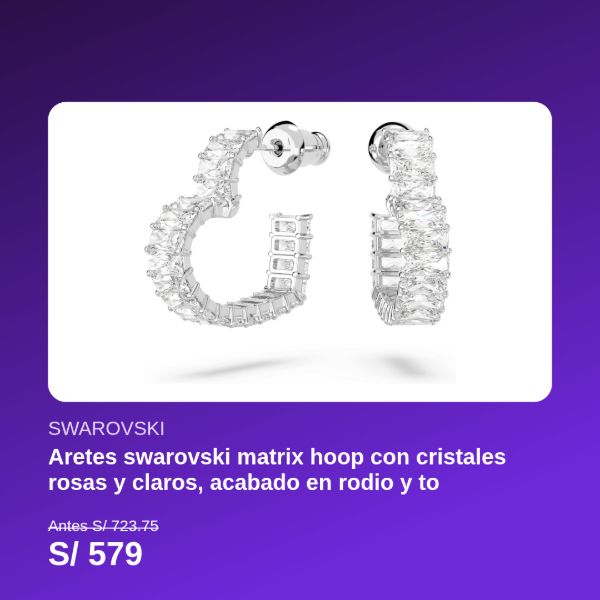 SWAROVSKI
Aretes swarovski matrix hoop con cristales
rosas y claros, acabado en rodio y to
Antes S/ 723.75
S/ 579